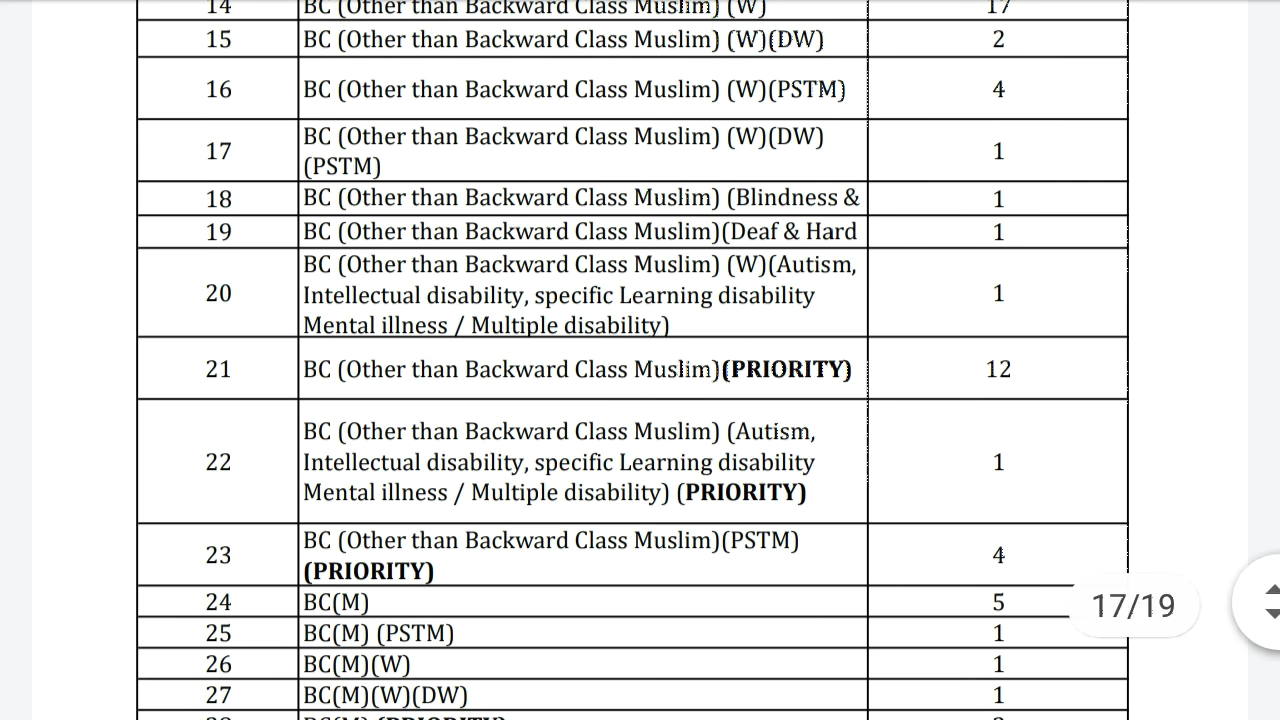 14 BC (Other than Backward Class Muslim) (W) 17
15 BC (Other than Backward Class Muslim) (W)(DW) 2
16 BC (Other than Backward Class Muslim) (W)(PSTM) 4
17 BC (Other than Backward Class Muslim) (W)(DW) 1
(PSTM)
18 BC (Other than Backward Class Muslim) (Blindness & 1
19 BC (Other than Backward Class Muslim)(Deaf & Hard 1
BC (Other than Backward Class Muslim) (W)(Autism,
20 Intellectual disability, specific Learning disability 1
Mental illness / Multiple disability)
21 BC (Other than Backward Class Muslim)(PRIORITY) 12
BC (Other than Backward Class Muslim) (Autism,
22 Intellectual disability, specific Learning disability 1
Mental illness / Multiple disability) (PRIORITY)
23 BC (Other than Backward Class Muslim)(PSTM) 4
(PRIORITY)
24 BC(M) 5
17/19
25 BC(M) (PSTM) 1
26 BC(M)(W) 1
27 BC(M)(W)(DW) 1
BC(M) (PRIORITY)